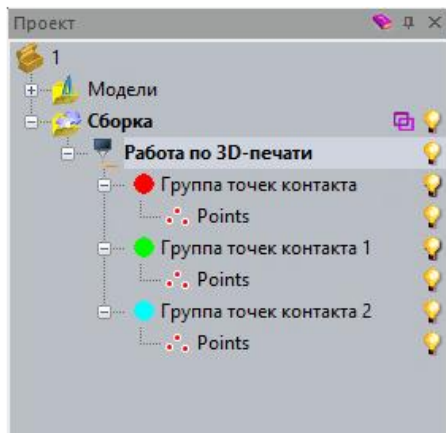 Проект
1
Модели
Сборка
Работа по 3D-печати
Группа точек контакта
Points
Группа точек контакта 1
Points
Группа точек контакта 2
Points